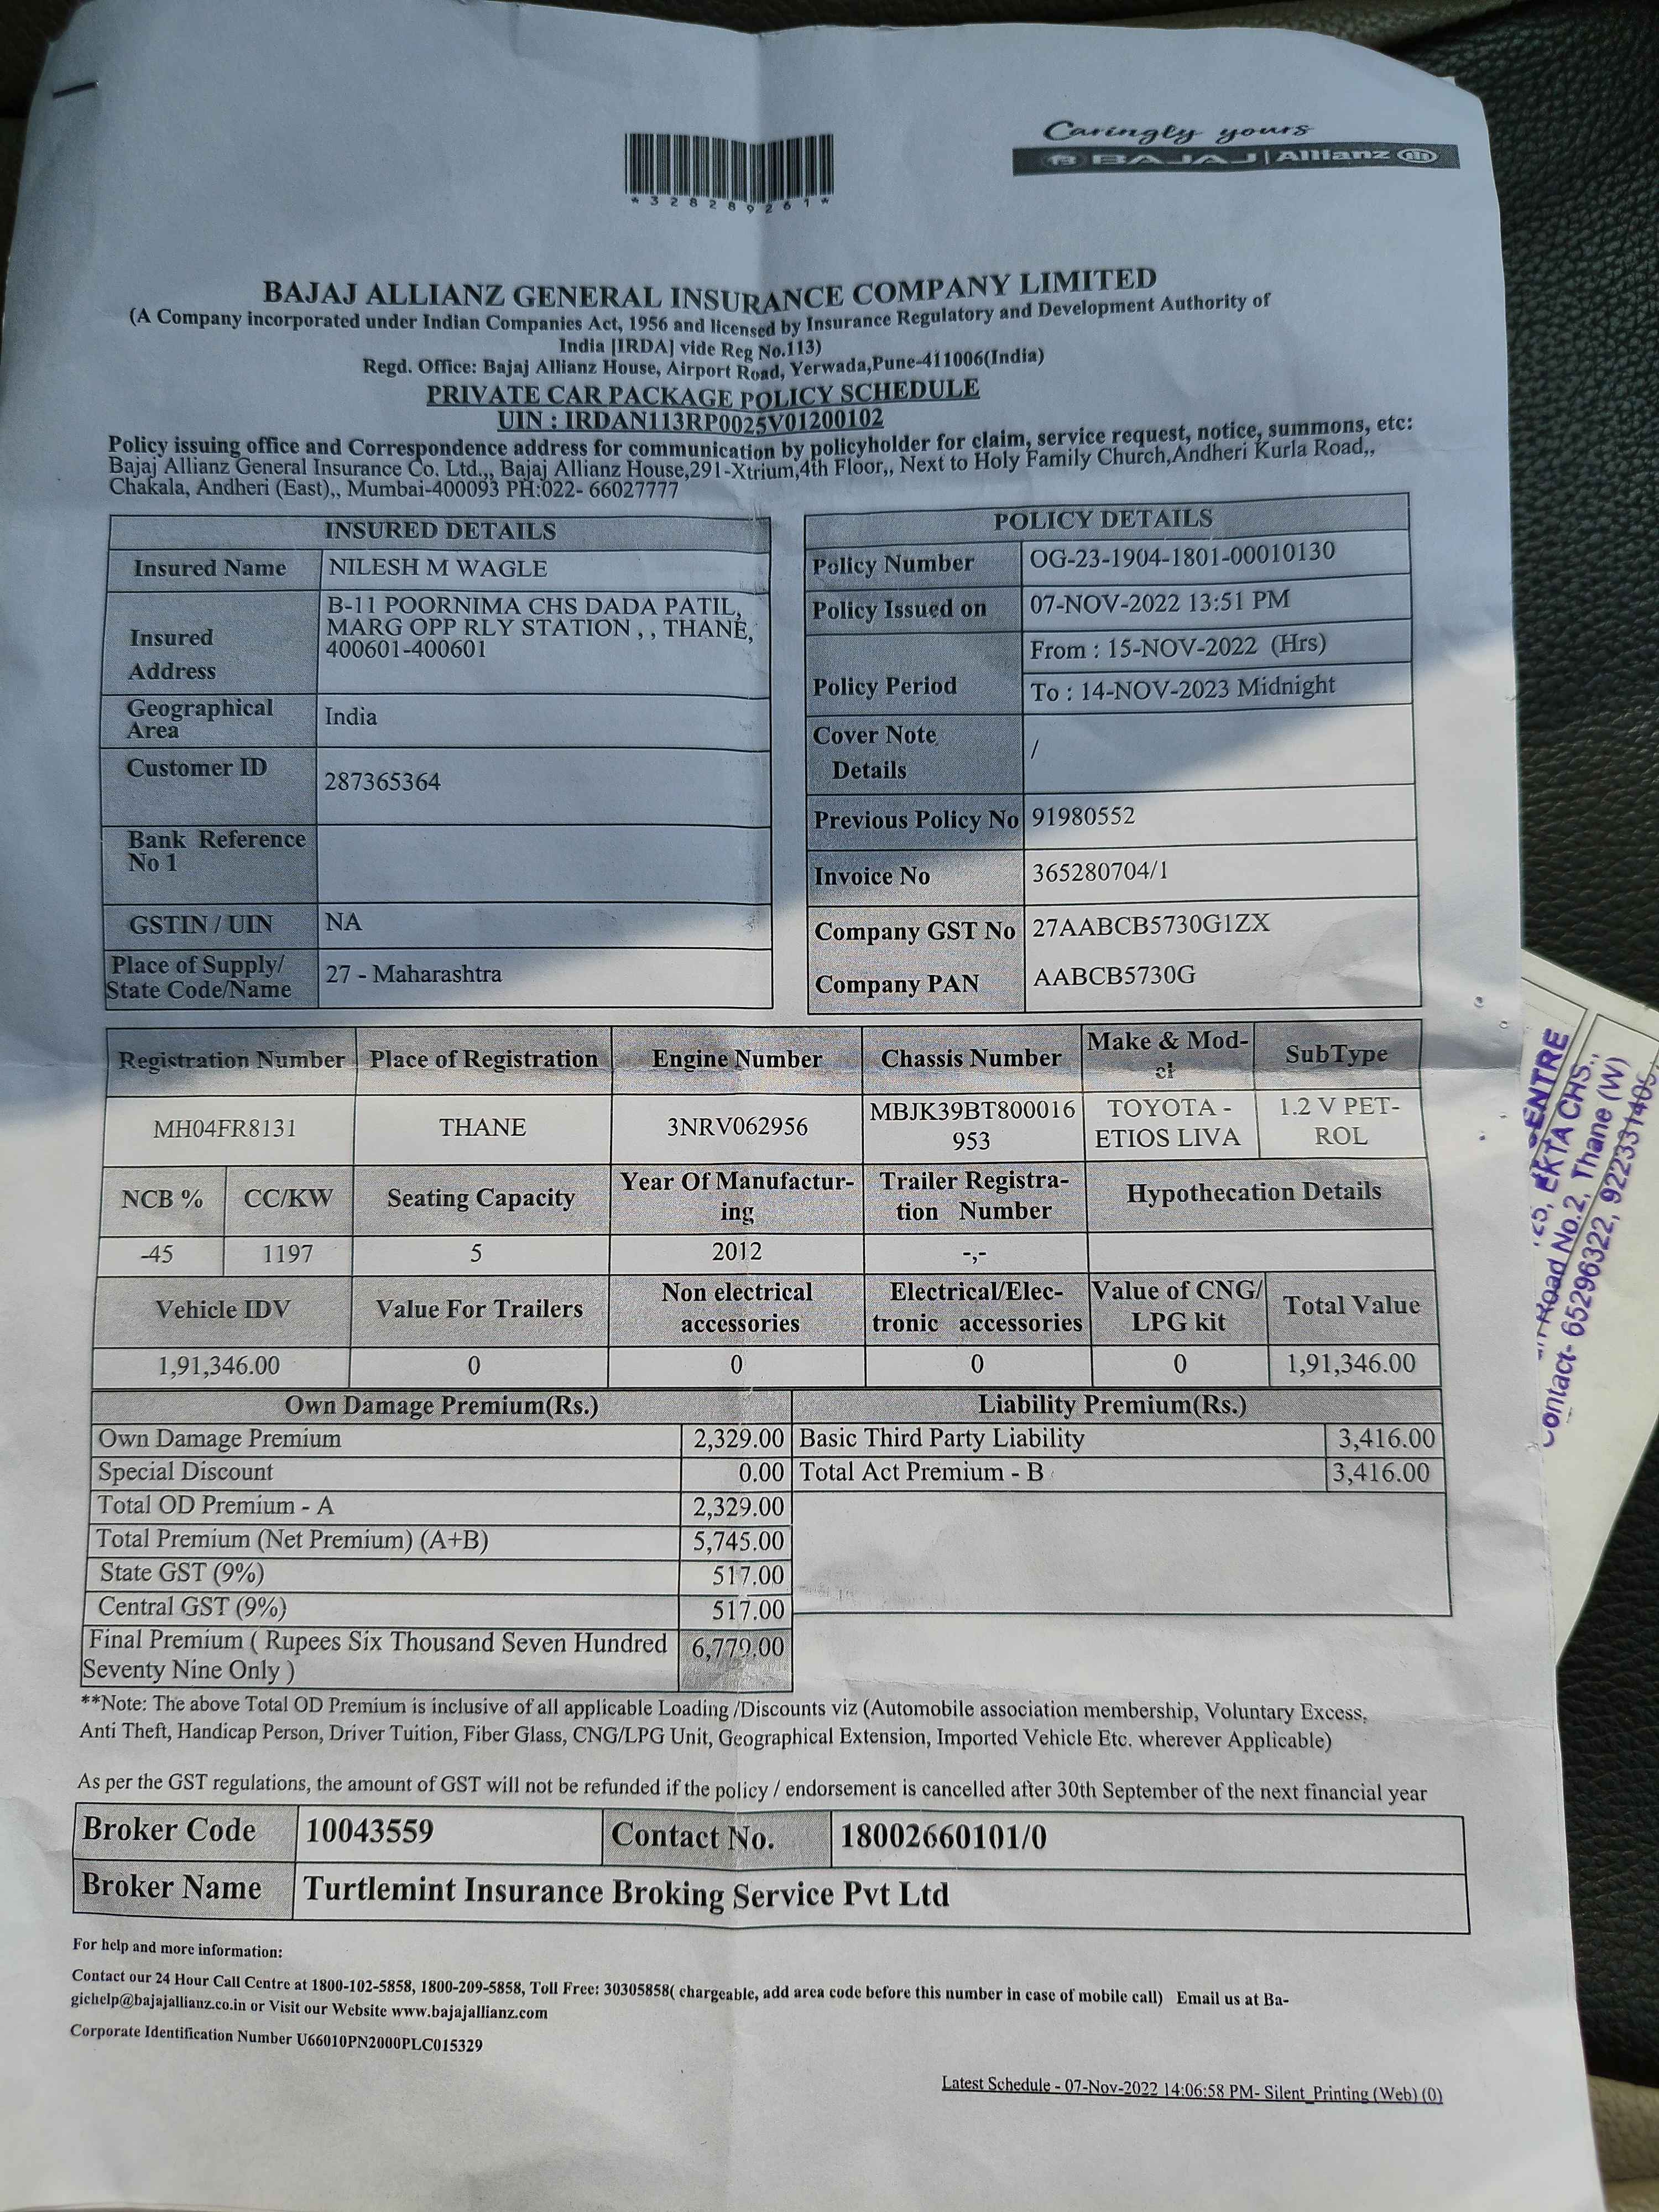 Caringly yours
B BAJAJ | Allianz
*328289261*
BAJAJ ALLIANZ GENERAL INSURANCE COMPANY LIMITED
(A Company incorporated under Indian Companies Act, 1956 and licensed by Insurance Regulatory and Development Authority of
India [IRDA] vide Reg No.113)
Regd. Office: Bajaj Allianz House, Airport Road, Yerwada,Pune-411006(India)
PRIVATE CAR PACKAGE POLICY SCHEDULE
UIN : IRDAN113RP0025V01200102
Policy issuing office and Correspondence address for communication by policyholder for claim, service request, notice, summons, etc:
Bajaj Allianz General Insurance Co. Ltd.,, Bajaj Allianz House,291-Xtrium,4th Floor,, Next to Holy Family Church,Andheri Kurla Road,,
Chakala, Andheri (East),, Mumbai-400093 PH:022- 66027777
INSURED DETAILS
Insured Name NILESH M WAGLE
Insured Address B-11 POORNIMA CHS DADA PATIL,
MARG OPP RLY STATION , , THANE,
400601-400601
Geographical Area India
Customer ID 287365364
Bank Reference No 1
GSTIN / UIN NA
Place of Supply/ State Code/Name 27 - Maharashtra
POLICY DETAILS
Policy Number OG-23-1904-1801-00010130
Policy Issued on 07-NOV-2022 13:51 PM
Policy Period From : 15-NOV-2022 (Hrs)
To : 14-NOV-2023 Midnight
Cover Note Details /
Previous Policy No 91980552
Invoice No 365280704/1
Company GST No 27AABCB5730G1ZX
Company PAN AABCB5730G
Registration Number Place of Registration Engine Number Chassis Number Make & Mod-el SubType
MH04FR8131 THANE 3NRV062956 MBJK39BT800016 TOYOTA - 1.2 V PET-
953 ETIOS LIVA ROL
NCB % CC/KW Seating Capacity Year Of Manufactur-ing Trailer Registra-tion Number Hypothecation Details
-45 1197 5 2012 -,-
Vehicle IDV Value For Trailers Non electrical accessories Electrical/Elec-tronic accessories Value of CNG/ LPG kit Total Value
1,91,346.00 0 0 0 0 1,91,346.00
Own Damage Premium(Rs.) Liability Premium(Rs.)
Own Damage Premium 2,329.00 Basic Third Party Liability 3,416.00
Special Discount 0.00 Total Act Premium - B 3,416.00
Total OD Premium - A 2,329.00
Total Premium (Net Premium) (A+B) 5,745.00
State GST (9%) 517.00
Central GST (9%) 517.00
Final Premium ( Rupees Six Thousand Seven Hundred 6,779.00
Seventy Nine Only )
**Note: The above Total OD Premium is inclusive of all applicable Loading /Discounts viz (Automobile association membership, Voluntary Excess,
Anti Theft, Handicap Person, Driver Tuition, Fiber Glass, CNG/LPG Unit, Geographical Extension, Imported Vehicle Etc. wherever Applicable)
As per the GST regulations, the amount of GST will not be refunded if the policy / endorsement is cancelled after 30th September of the next financial year
Broker Code 10043559 Contact No. 18002660101/0
Broker Name Turtlemint Insurance Broking Service Pvt Ltd
For help and more information:
Contact our 24 Hour Call Centre at 1800-102-5858, 1800-209-5858, Toll Free: 30305858( chargeable, add area code before this number in case of mobile call) Email us at Ba-
gichelp@bajajallianz.co.in or Visit our Website www.bajajallianz.com
Corporate Identification Number U66010PN2000PLC015329
Latest Schedule - 07-Nov-2022 14:06:58 PM- Silent_Printing (Web) (0)
ENTRE
EKTA CHS.,
Road No.2, Thane (W)
ontact- 65296322,